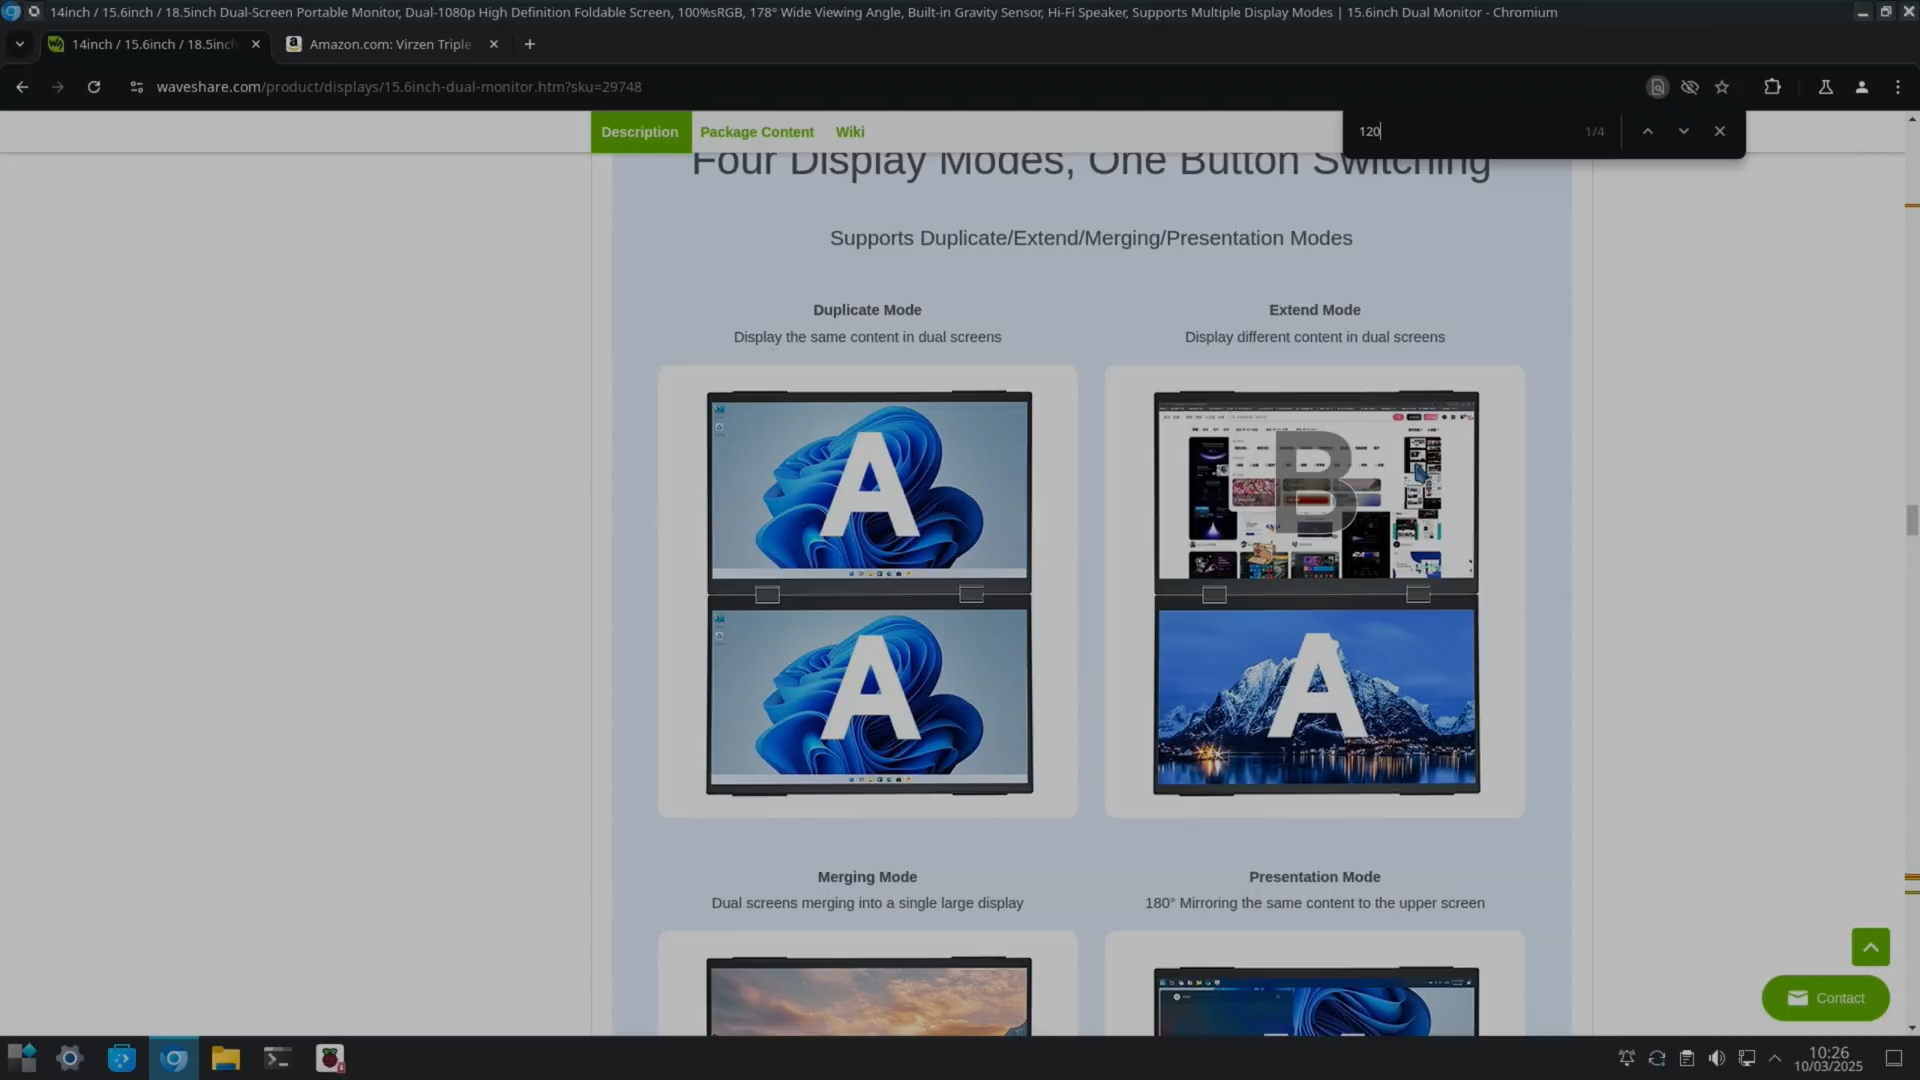 14inch / 15.6inch / 18.5inch Dual-Screen Portable Monitor, Dual-1080p High Definition Foldable Screen, 100%sRGB, 178° Wide Viewing Angle, Built-in Gravity Sensor, Hi-Fi Speaker, Supports Multiple Display Modes | 15.6inch Dual Monitor - Chromium
14inch / 15.6inch / 18.5inch
Amazon.com: Virzen Triple
waveshare.com/product/displays/15.6inch-dual-monitor.htm?sku=29748
Description
Package Content
Wiki
120
1/4
Four Display Modes, One Button Switching
Supports Duplicate/Extend/Merging/Presentation Modes
Duplicate Mode
Display the same content in dual screens
Extend Mode
Display different content in dual screens
A
B
A
A
Merging Mode
Dual screens merging into a single large display
Presentation Mode
180° Mirroring the same content to the upper screen
Contact
10:26
10/03/2025